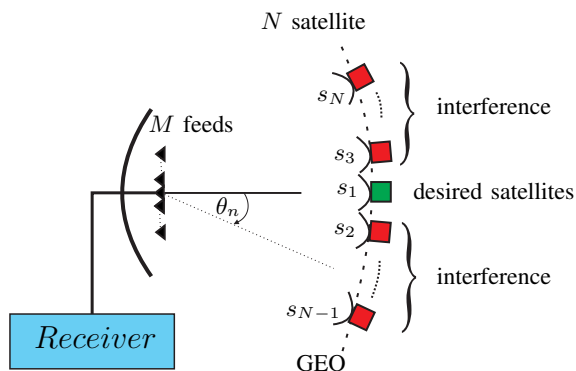 N satellite
s_N
M feeds
interference
s_3
s_1
desired satellites
θ_n
s_2
interference
s_{N-1}
Receiver
GEO